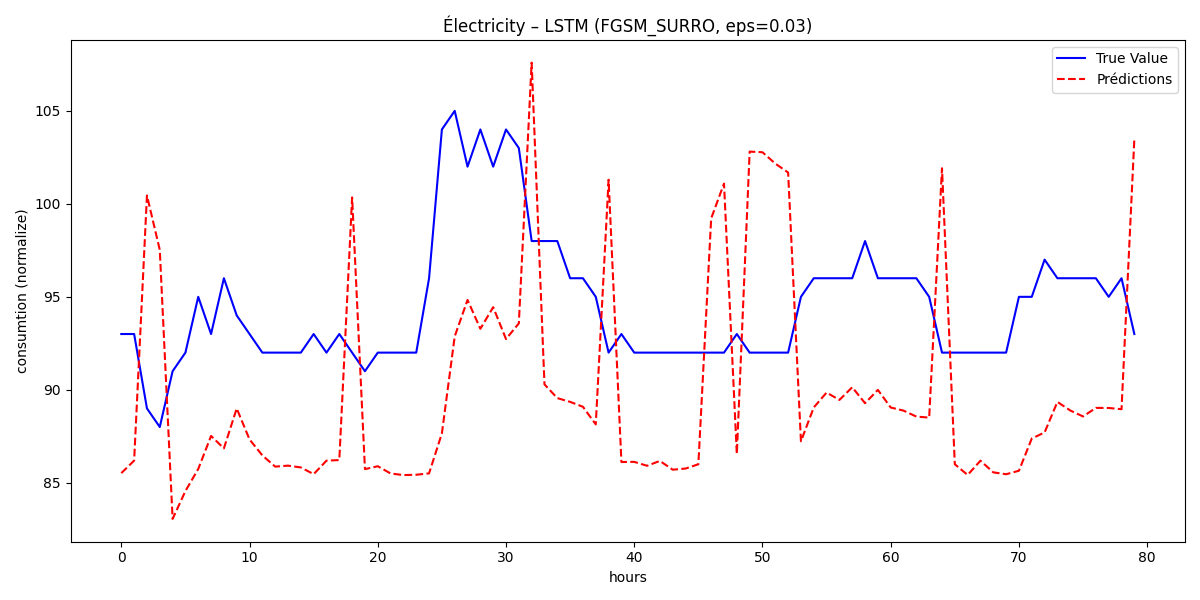 Électricity – LSTM (FGSM_SURRO, eps=0.03)
True Value
Prédictions
consumtion (normalize)
105
100
95
90
85
0 10 20 30 40 50 60 70 80
hours